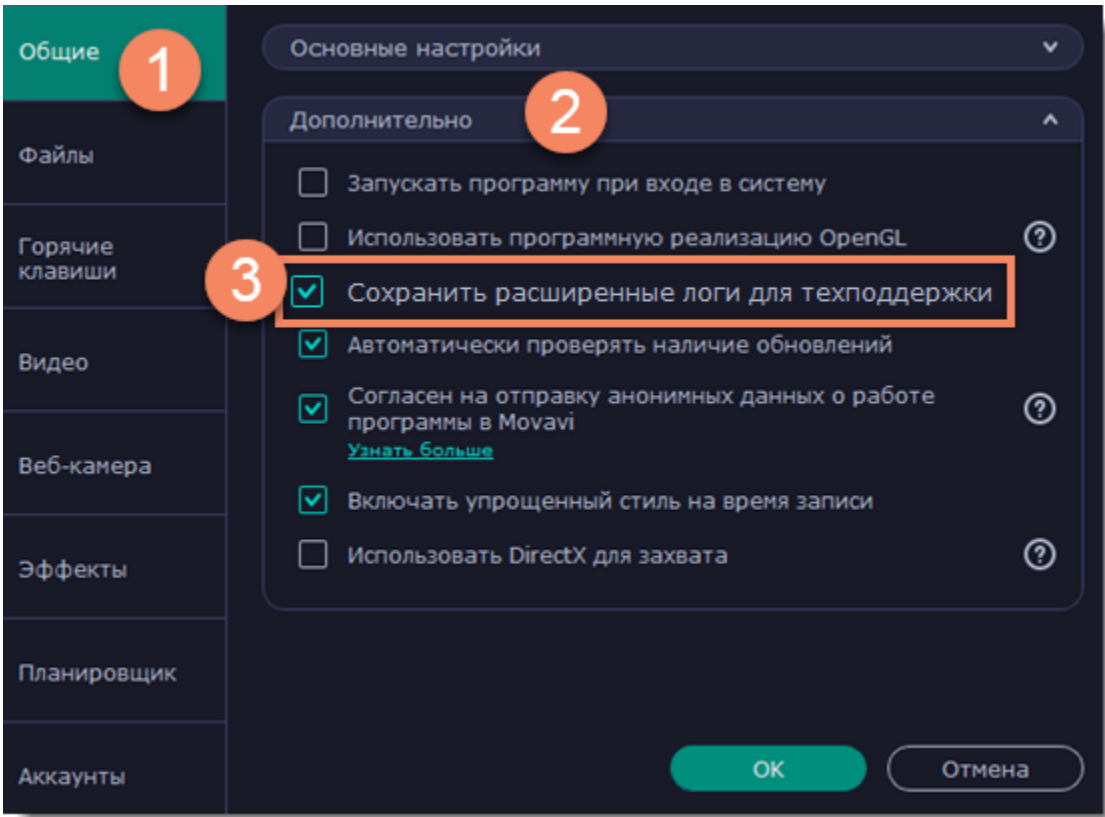 Общие
1
Основные настройки
Дополнительно
2
Файлы
Запускать программу при входе в систему
Горячие
клавиши
Использовать программную реализацию OpenGL
?
3
Сохранить расширенные логи для техподдержки
Видео
Автоматически проверять наличие обновлений
Согласен на отправку анонимных данных о работе
программы в Movavi
?
Узнать больше
Веб-камера
Включать упрощенный стиль на время записи
Эффекты
Использовать DirectX для захвата
?
Планировщик
Аккаунты
OK
Отмена